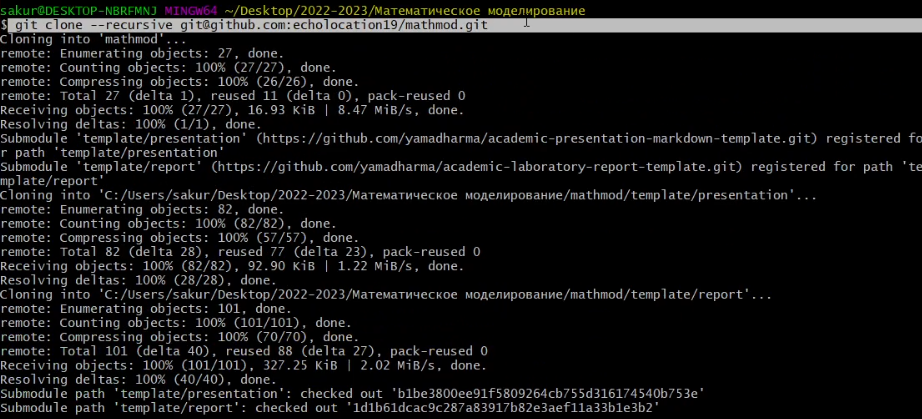 sakur@DESKTOP-NBRFMNJ MINGW64 ~/Desktop/2022-2023/Математическое моделирование
$ git clone --recursive git@github.com:echolocation19/mathmod.git
Cloning into 'mathmod'...
remote: Enumerating objects: 27, done.
remote: Counting objects: 100% (27/27), done.
remote: Compressing objects: 100% (26/26), done.
remote: Total 27 (delta 1), reused 11 (delta 0), pack-reused 0
Receiving objects: 100% (27/27), 16.93 KiB | 8.47 MiB/s, done.
Resolving deltas: 100% (1/1), done.
Submodule 'template/presentation' (https://github.com/yamadharma/academic-presentation-markdown-template.git) registered fo
r path 'template/presentation'
Submodule 'template/report' (https://github.com/yamadharma/academic-laboratory-report-template.git) registered for path 'te
mplate/report'
Cloning into 'C:/Users/sakur/Desktop/2022-2023/Математическое моделирование/mathmod/template/presentation'...
remote: Enumerating objects: 82, done.
remote: Counting objects: 100% (82/82), done.
remote: Compressing objects: 100% (57/57), done.
remote: Total 82 (delta 28), reused 77 (delta 23), pack-reused 0
Receiving objects: 100% (82/82), 92.90 KiB | 1.22 MiB/s, done.
Resolving deltas: 100% (28/28), done.
Cloning into 'C:/Users/sakur/Desktop/2022-2023/Математическое моделирование/mathmod/template/report'...
remote: Enumerating objects: 101, done.
remote: Counting objects: 100% (101/101), done.
remote: Compressing objects: 100% (70/70), done.
remote: Total 101 (delta 40), reused 88 (delta 27), pack-reused 0
Receiving objects: 100% (101/101), 327.25 KiB | 2.02 MiB/s, done.
Resolving deltas: 100% (40/40), done.
Submodule path 'template/presentation': checked out 'b1be3800ee91f5809264cb755d316174540b753e'
Submodule path 'template/report': checked out '1d1b61dcac9c287a83917b82e3aef11a33b1e3b2'